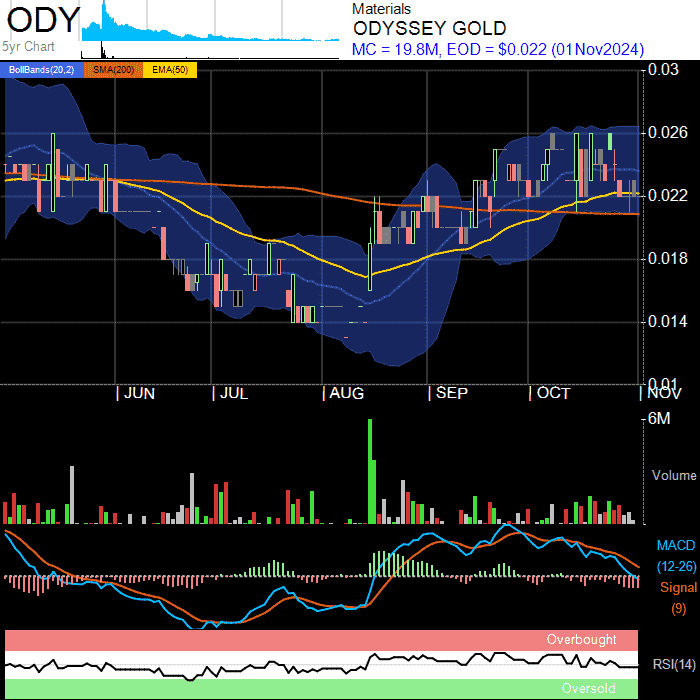 ODY
5yr Chart
Materials
ODYSSEY GOLD
MC = 19.8M, EOD = $0.022 (01Nov2024)
BollBands(20,2) SMA(200) EMA(50)
0.03
0.026
0.022
0.018
0.014
0.01
JUN JUL AUG SEP OCT NOV
6M
Volume
MACD
(12-26)
Signal
(9)
Overbought
RSI(14)
Oversold